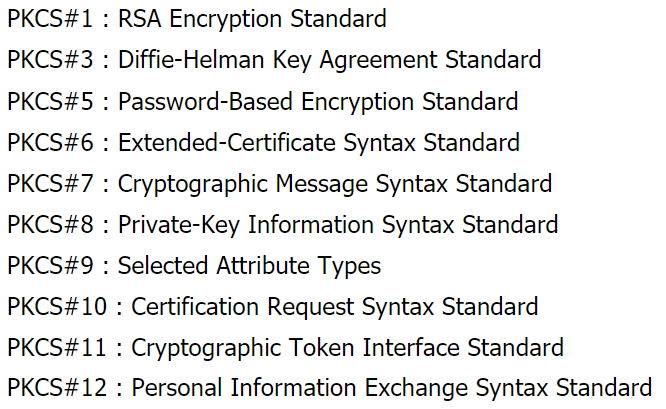 PKCS#1 : RSA Encryption Standard
PKCS#3 : Diffie-Helman Key Agreement Standard
PKCS#5 : Password-Based Encryption Standard
PKCS#6 : Extended-Certificate Syntax Standard
PKCS#7 : Cryptographic Message Syntax Standard
PKCS#8 : Private-Key Information Syntax Standard
PKCS#9 : Selected Attribute Types
PKCS#10 : Certification Request Syntax Standard
PKCS#11 : Cryptographic Token Interface Standard
PKCS#12 : Personal Information Exchange Syntax Standard